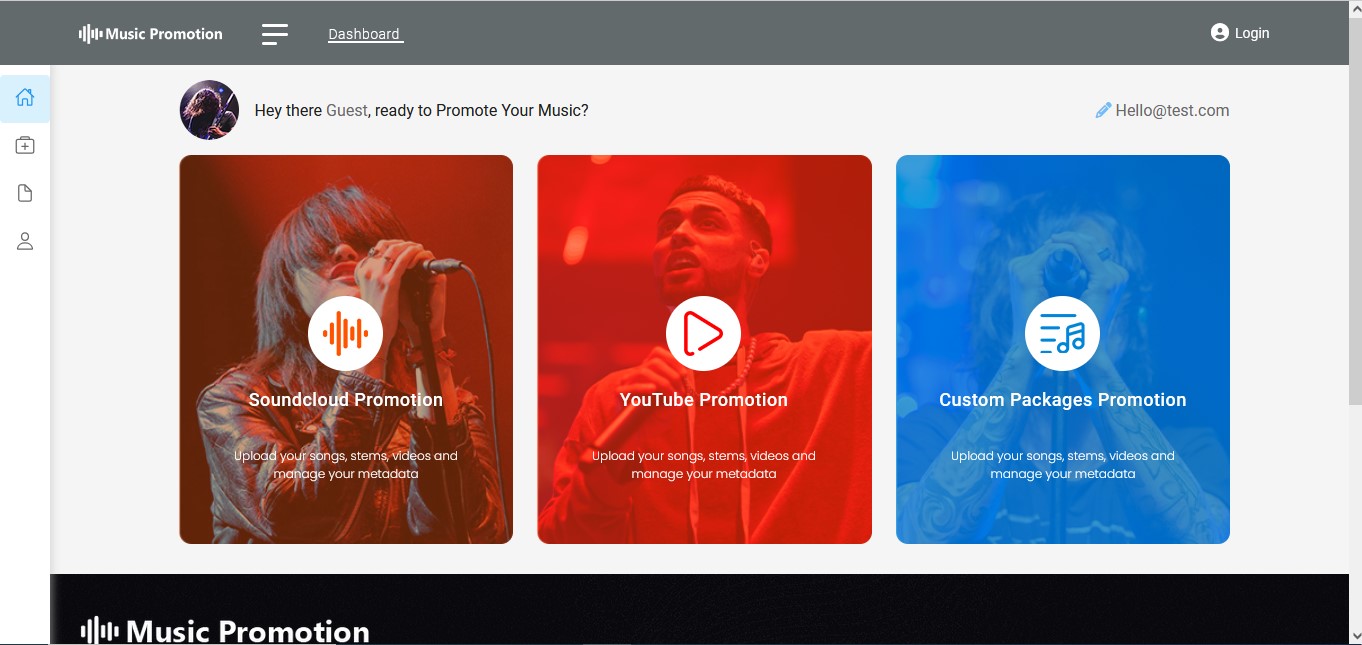 Music Promotion
Dashboard
Login
Hey there Guest, ready to Promote Your Music?
Hello@test.com
Soundcloud Promotion
Upload your songs, stems, videos and
manage your metadata
YouTube Promotion
Upload your songs, stems, videos and
manage your metadata
Custom Packages Promotion
Upload your songs, stems, videos and
manage your metadata
Music Promotion